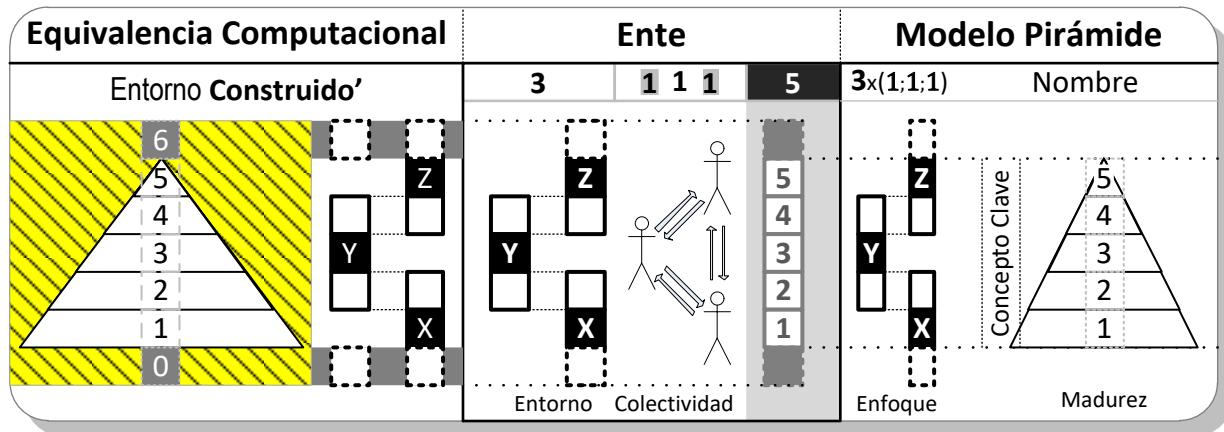 Equivalencia Computacional Ente Modelo Pirámide
Entorno Construido’ 3 1 1 1 5 3x(1;1;1) Nombre
6
5 Z Z 5 Z 5
4 4 4
3 Y Y 3 Y 3
2 2 2
1 X X 1 X 1
0
Concepto Clave
Entorno Colectividad Enfoque Madurez